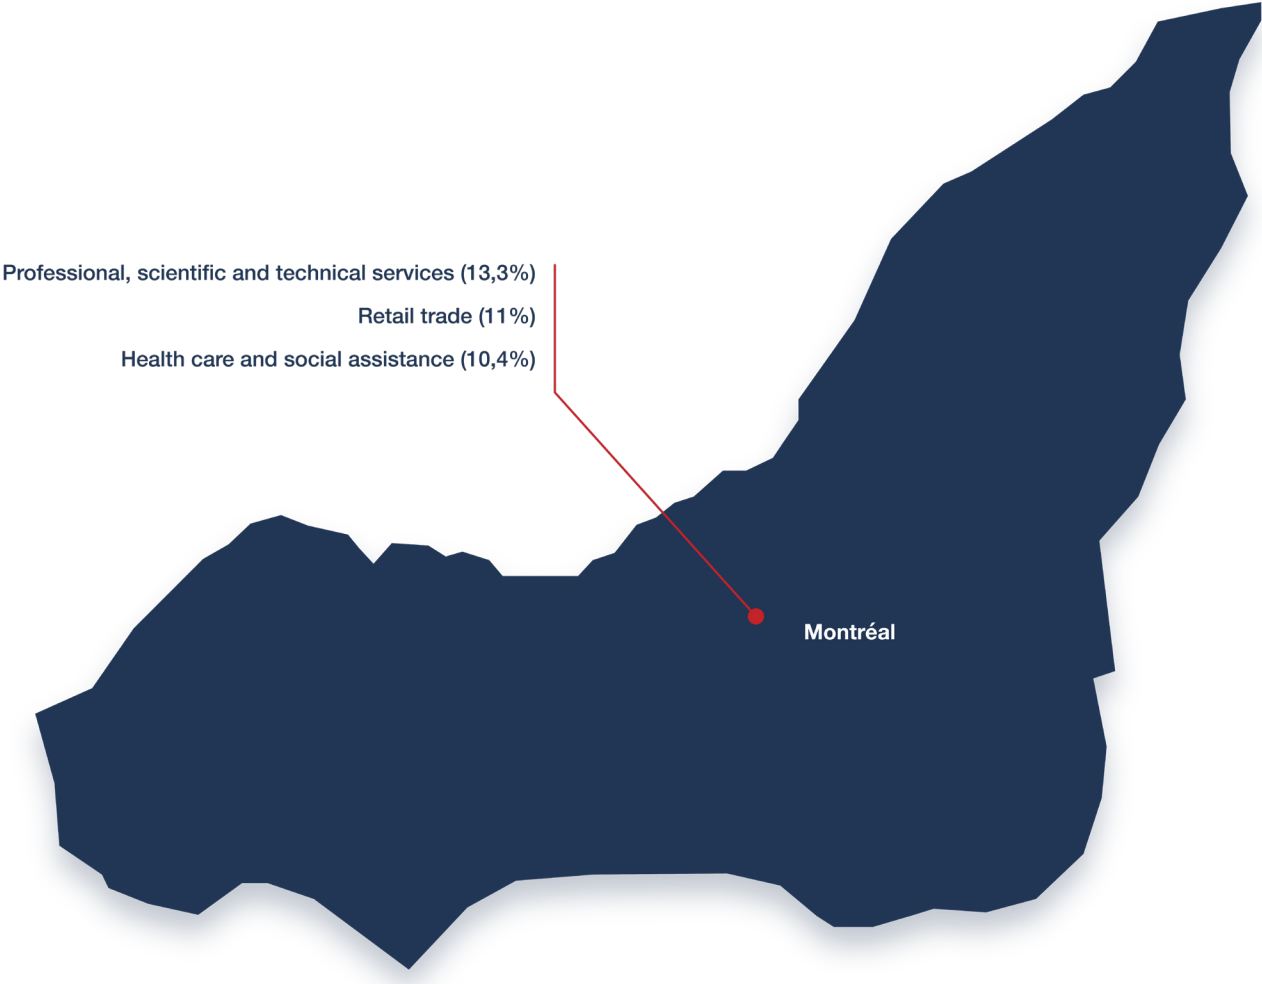 Professional, scientific and technical services (13,3%)
Retail trade (11%)
Health care and social assistance (10,4%)
Montréal